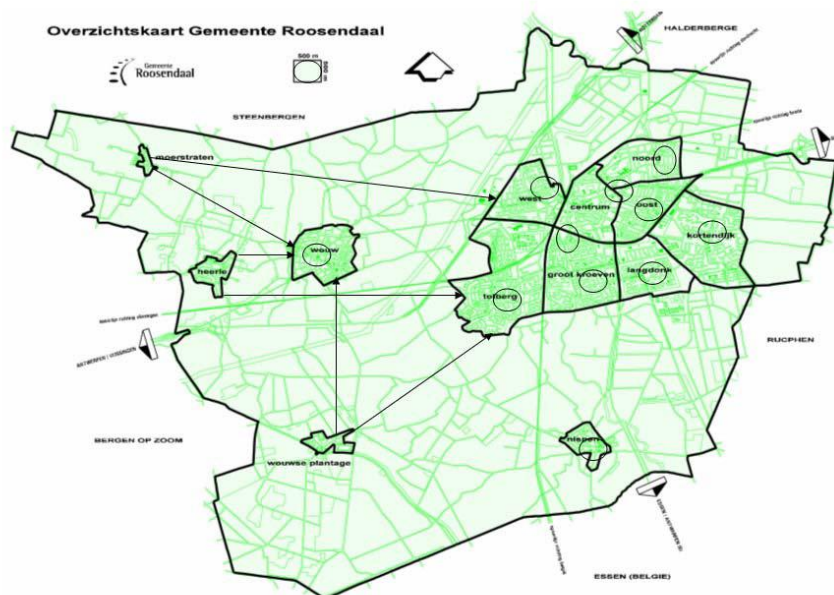 Overzichtskaart Gemeente Roosendaal
HALDERBERGE
Gemeente
Roosendaal
500 m
500 m
STEENBERGEN
moerstraten
noord
west
centrum
oost
kortendijk
wouw
heerle
groot kroeven
langdonk
tolberg
RUCPHEN
BERGEN OP ZOOM
nispen
wouwse plantage
ESSEN (BELGIE)